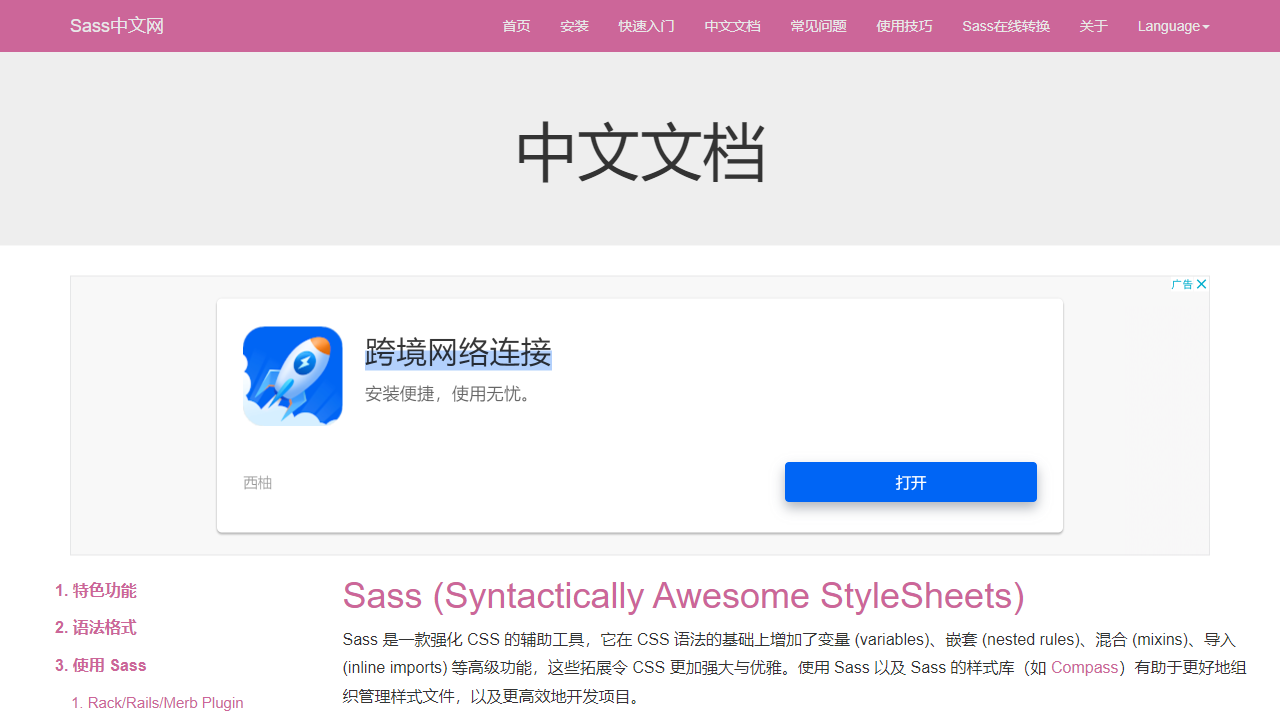 Sass中文网 首页 安装 快速入门 中文文档 常见问题 使用技巧 Sass在线转换 关于 Language
中文文档
广告
跨境网络连接
安装便捷，使用无忧。
西柚 打开
1. 特色功能
2. 语法格式
3. 使用 Sass
1. Rack/Rails/Merb Plugin
Sass (Syntactically Awesome StyleSheets)
Sass 是一款强化 CSS 的辅助工具，它在 CSS 语法的基础上增加了变量 (variables)、嵌套 (nested rules)、混合 (mixins)、导入
(inline imports) 等高级功能，这些拓展令 CSS 更加强大与优雅。使用 Sass 以及 Sass 的样式库（如 Compass）有助于更好地组
织管理样式文件，以及更高效地开发项目。